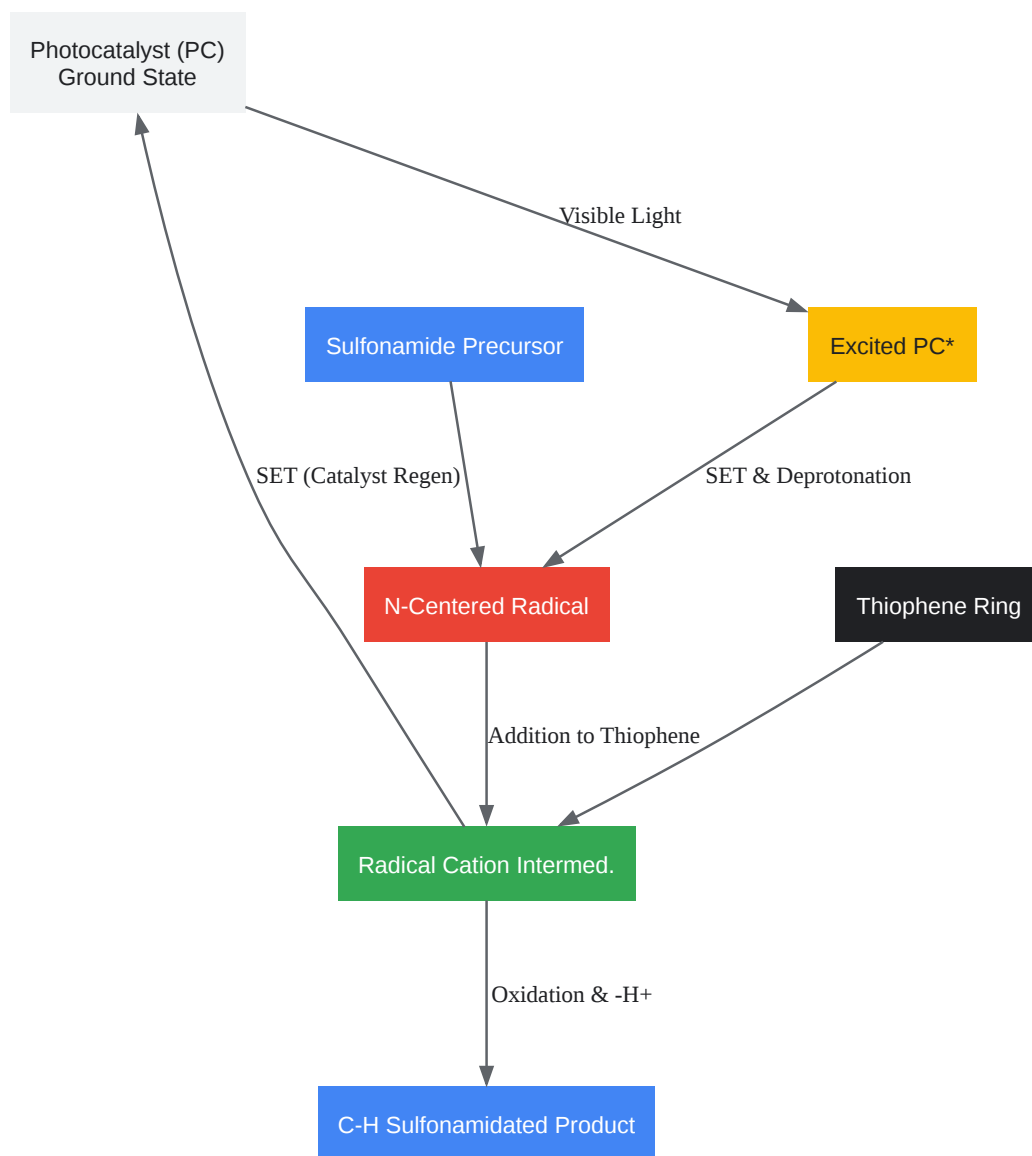 Photocatalyst (PC)
Ground State
Visible Light
Sulfonamide Precursor
Excited PC*
SET (Catalyst Regen)
SET & Deprotonation
N-Centered Radical
Thiophene Ring
Addition to Thiophene
Radical Cation Intermed.
Oxidation & -H+
C-H Sulfonamidated Product